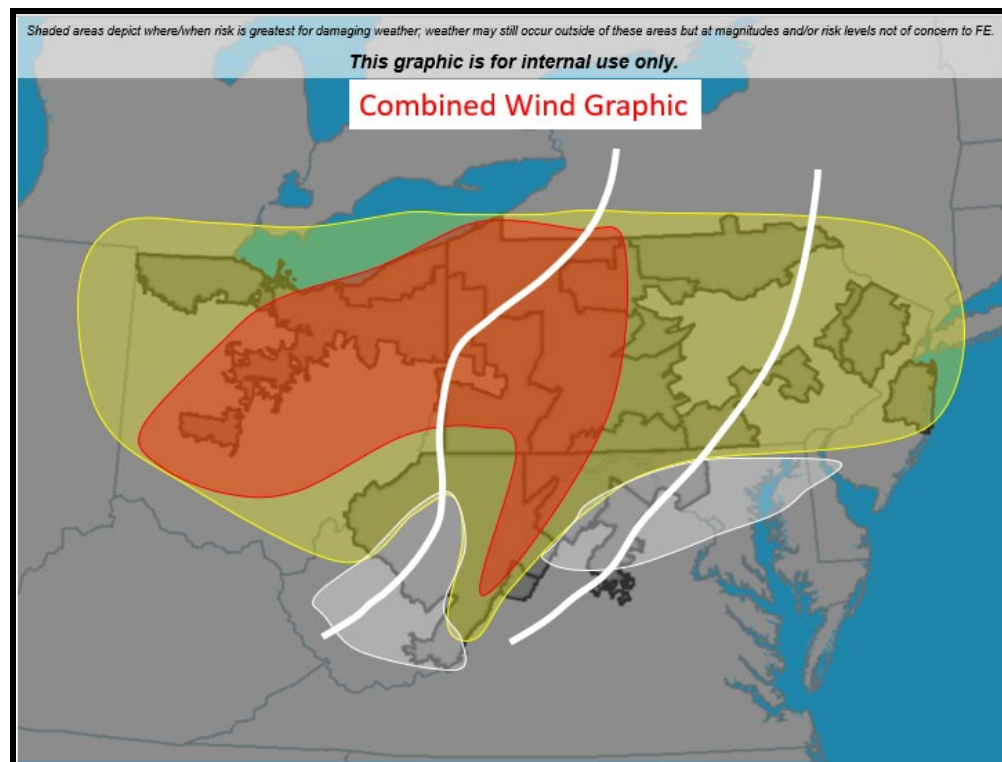 Shaded areas depict where/when risk is greatest for damaging weather; weather may still occur outside of these areas but at magnitudes and/or risk levels not of concern to FE.
This graphic is for internal use only.
Combined Wind Graphic